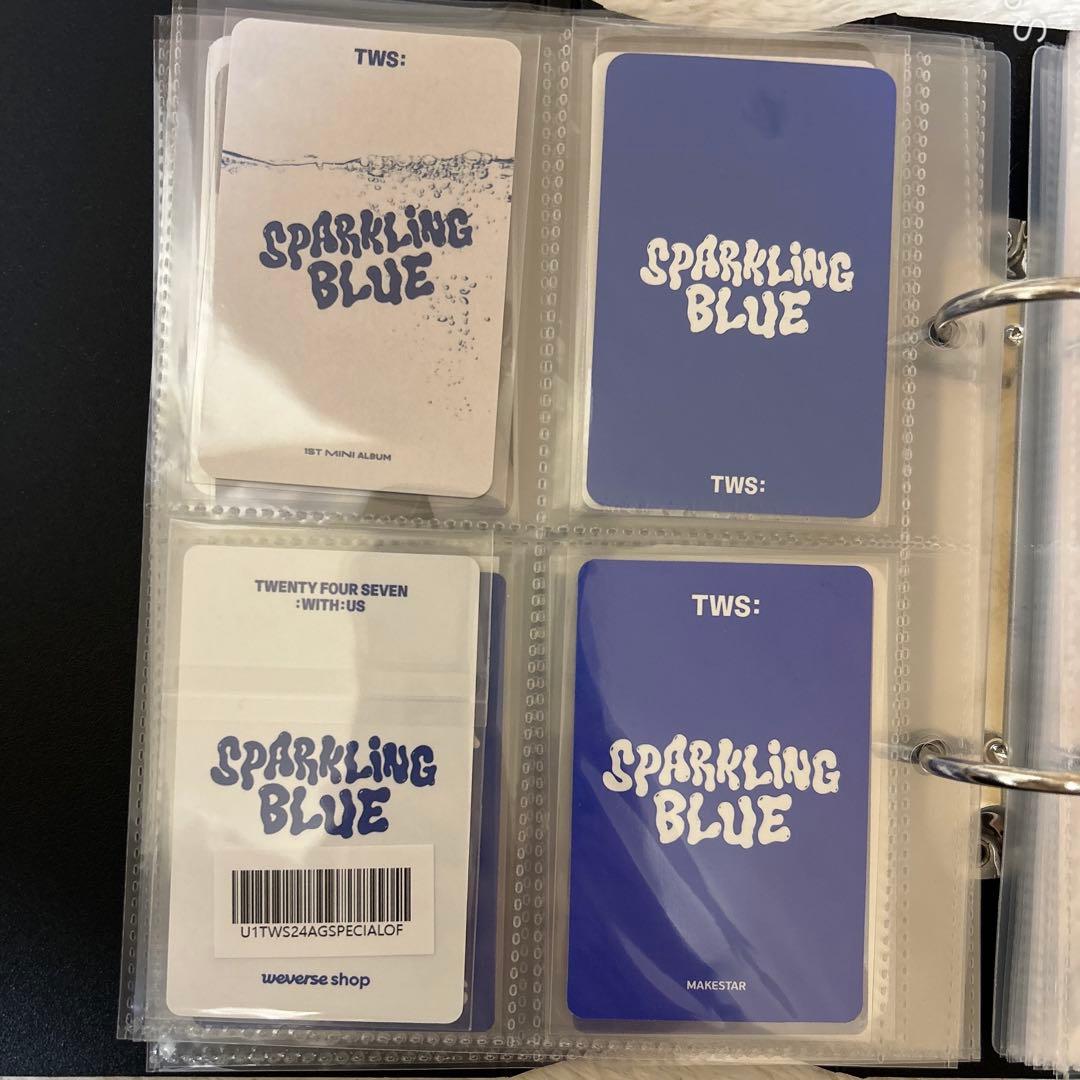 TWS:
SPARKLiNG
BLUE
1ST MINI ALBUM
SPARKLiNG
BLUE
TWS:
TWENTY FOUR SEVEN
:WITH:US
SPARKLiNG
BLUE
U1TWS24AGSPECIALOF
weverse shop
TWS:
SPARKLiNG
BLUE
MAKESTAR